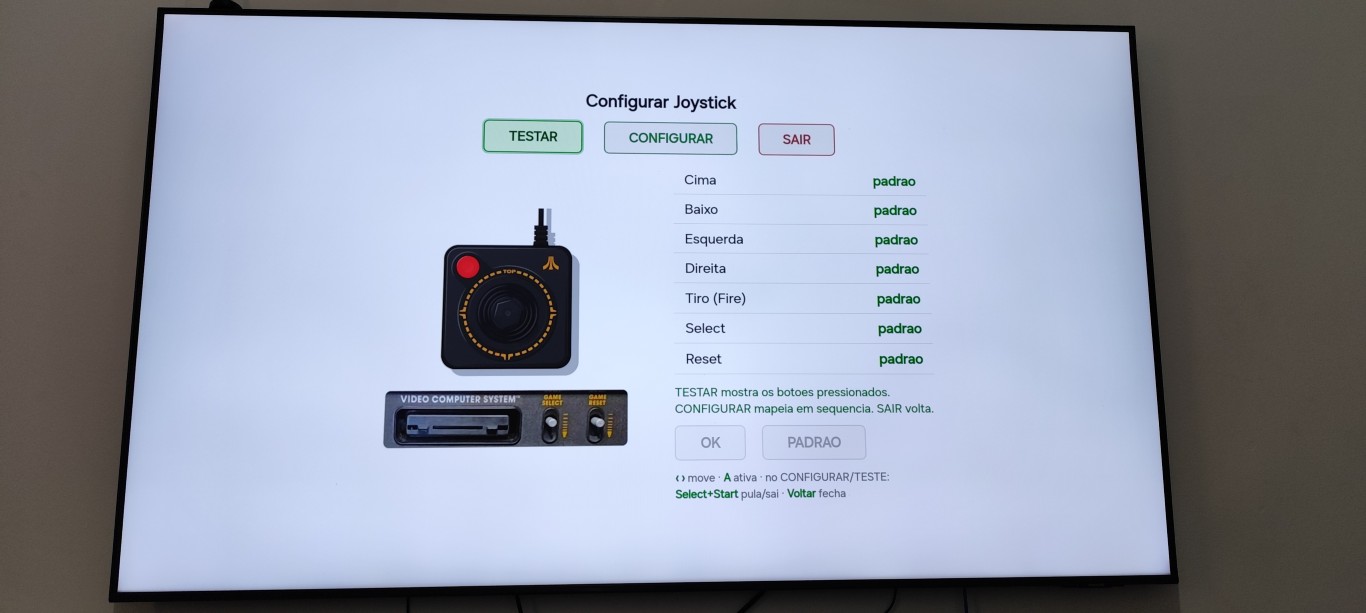 Configurar Joystick
TESTAR CONFIGURAR SAIR
Cima padrao
Baixo padrao
Esquerda padrao
Direita padrao
Tiro (Fire) padrao
Select padrao
Reset padrao
TOP
VIDEO COMPUTER SYSTEM™
GAME SELECT
GAME RESET
TESTAR mostra os botoes pressionados.
CONFIGURAR mapeia em sequencia. SAIR volta.
OK PADRAO
‹ › move · A ativa · no CONFIGURAR/TESTE:
Select+Start pula/sai · Voltar fecha